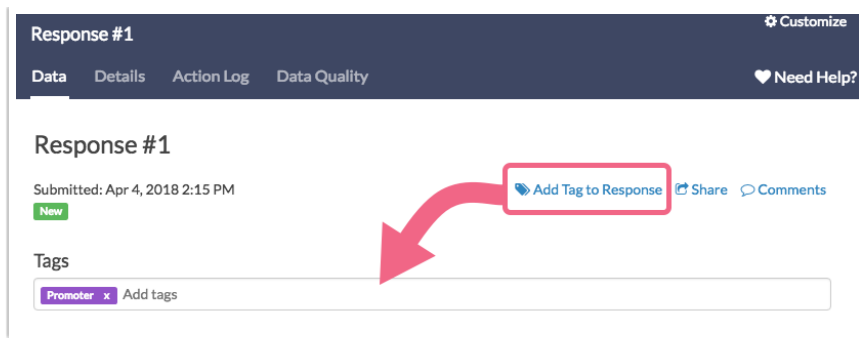 Response #1
Customize
Data Details Action Log Data Quality
Need Help?
Response #1
Submitted: Apr 4, 2018 2:15 PM
Add Tag to Response Share Comments
New
Tags
Promoter x Add tags